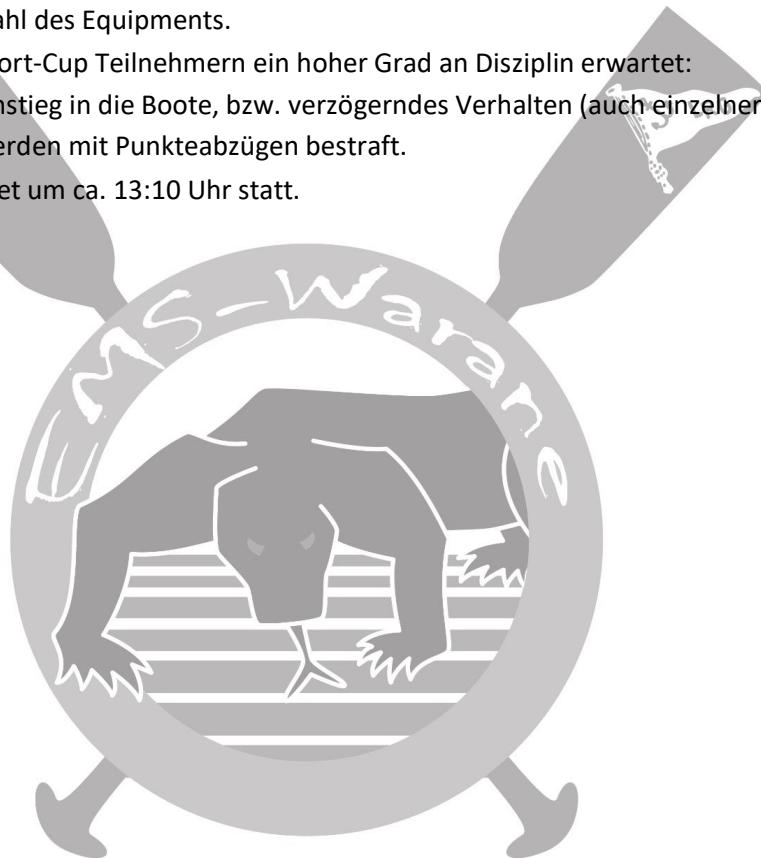 ahl des Equipments.
ort-Cup Teilnehmern ein hoher Grad an Disziplin erwartet:
nstieg in die Boote, bzw. verzögerndes Verhalten (auch einzelner
erden mit Punkteabzügen bestraft.
et um ca. 13:10 Uhr statt.
EMS-Warane